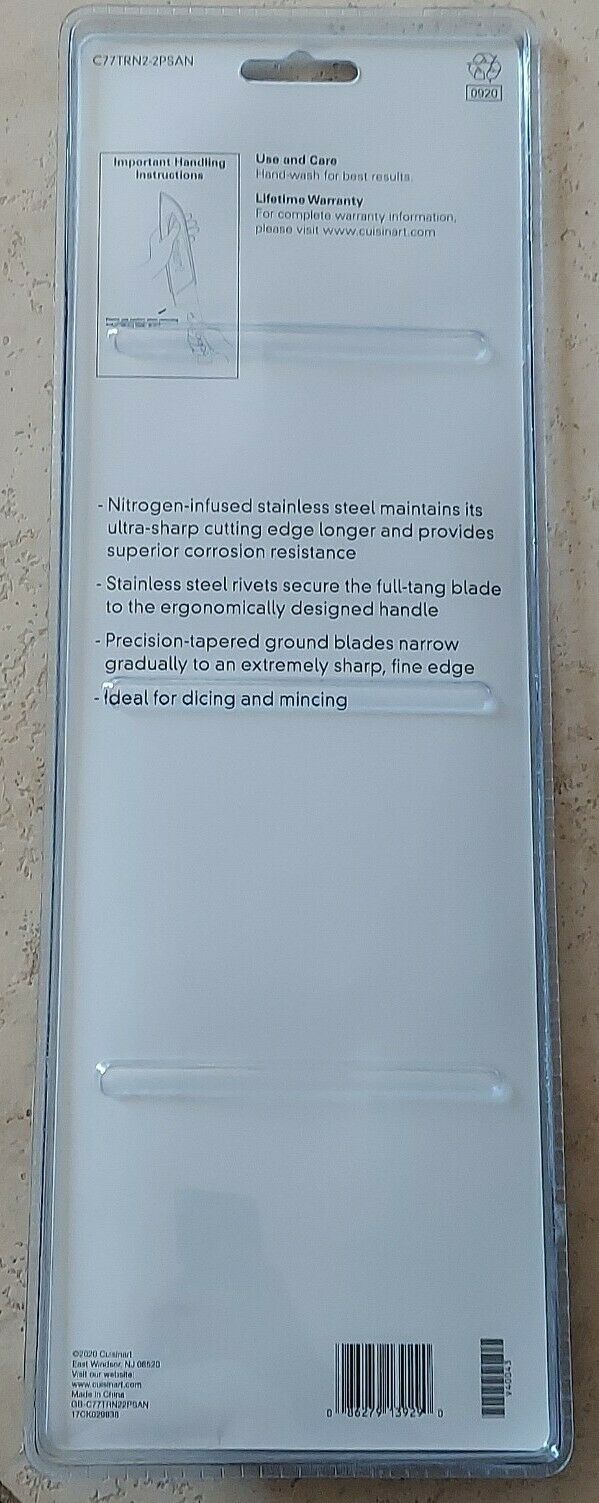 C77TRN2-2PSAN
0920
Important Handling
Instructions
Use and Care
Hand-wash for best results.
Lifetime Warranty
For complete warranty information,
please visit www.cuisinart.com
- Nitrogen-infused stainless steel maintains its
ultra-sharp cutting edge longer and provides
superior corrosion resistance
- Stainless steel rivets secure the full-tang blade
to the ergonomically designed handle
- Precision-tapered ground blades narrow
gradually to an extremely sharp, fine edge
- Ideal for dicing and mincing
©2020 Cuisinart
East Windsor, NJ 08520
Visit our website:
www.cuisinart.com
Made in China
GB-C77TRN22PSAN
0 86279 13929 0